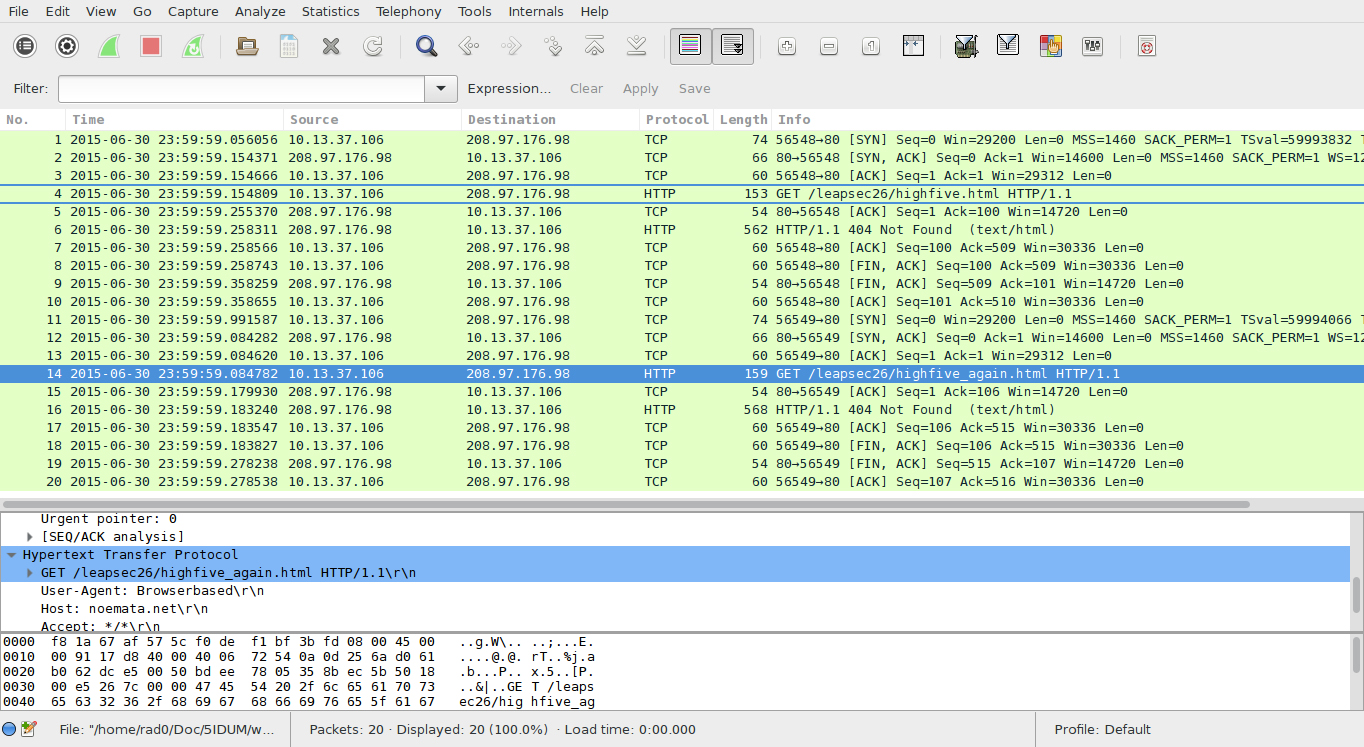 File Edit View Go Capture Analyze Statistics Telephony Tools Internals Help
Filter: Expression... Clear Apply Save
No. Time Source Destination Protocol Length Info
1 2015-06-30 23:59:59.056056 10.13.37.106 208.97.176.98 TCP 74 56548→80 [SYN] Seq=0 Win=29200 Len=0 MSS=1460 SACK_PERM=1 TSval=59993832
2 2015-06-30 23:59:59.154371 208.97.176.98 10.13.37.106 TCP 66 80→56548 [SYN, ACK] Seq=0 Ack=1 Win=14600 Len=0 MSS=1460 SACK_PERM=1 WS=12
3 2015-06-30 23:59:59.154666 10.13.37.106 208.97.176.98 TCP 60 56548→80 [ACK] Seq=1 Ack=1 Win=29312 Len=0
4 2015-06-30 23:59:59.154809 10.13.37.106 208.97.176.98 HTTP 153 GET /leapsec26/highfive.html HTTP/1.1
5 2015-06-30 23:59:59.255370 208.97.176.98 10.13.37.106 TCP 54 80→56548 [ACK] Seq=1 Ack=100 Win=14720 Len=0
6 2015-06-30 23:59:59.258311 208.97.176.98 10.13.37.106 HTTP 562 HTTP/1.1 404 Not Found (text/html)
7 2015-06-30 23:59:59.258566 10.13.37.106 208.97.176.98 TCP 60 56548→80 [ACK] Seq=100 Ack=509 Win=30336 Len=0
8 2015-06-30 23:59:59.258743 10.13.37.106 208.97.176.98 TCP 60 56548→80 [FIN, ACK] Seq=100 Ack=509 Win=30336 Len=0
9 2015-06-30 23:59:59.358259 208.97.176.98 10.13.37.106 TCP 54 80→56548 [FIN, ACK] Seq=509 Ack=101 Win=14720 Len=0
10 2015-06-30 23:59:59.358655 10.13.37.106 208.97.176.98 TCP 60 56548→80 [ACK] Seq=101 Ack=510 Win=30336 Len=0
11 2015-06-30 23:59:59.991587 10.13.37.106 208.97.176.98 TCP 74 56549→80 [SYN] Seq=0 Win=29200 Len=0 MSS=1460 SACK_PERM=1 TSval=59994066
12 2015-06-30 23:59:59.084282 208.97.176.98 10.13.37.106 TCP 66 80→56549 [SYN, ACK] Seq=0 Ack=1 Win=14600 Len=0 MSS=1460 SACK_PERM=1 WS=12
13 2015-06-30 23:59:59.084620 10.13.37.106 208.97.176.98 TCP 60 56549→80 [ACK] Seq=1 Ack=1 Win=29312 Len=0
14 2015-06-30 23:59:59.084782 10.13.37.106 208.97.176.98 HTTP 159 GET /leapsec26/highfive_again.html HTTP/1.1
15 2015-06-30 23:59:59.179930 208.97.176.98 10.13.37.106 TCP 54 80→56549 [ACK] Seq=1 Ack=106 Win=14720 Len=0
16 2015-06-30 23:59:59.183240 208.97.176.98 10.13.37.106 HTTP 568 HTTP/1.1 404 Not Found (text/html)
17 2015-06-30 23:59:59.183547 10.13.37.106 208.97.176.98 TCP 60 56549→80 [ACK] Seq=106 Ack=515 Win=30336 Len=0
18 2015-06-30 23:59:59.183827 10.13.37.106 208.97.176.98 TCP 60 56549→80 [FIN, ACK] Seq=106 Ack=515 Win=30336 Len=0
19 2015-06-30 23:59:59.278238 208.97.176.98 10.13.37.106 TCP 54 80→56549 [FIN, ACK] Seq=515 Ack=107 Win=14720 Len=0
20 2015-06-30 23:59:59.278538 10.13.37.106 208.97.176.98 TCP 60 56549→80 [ACK] Seq=107 Ack=516 Win=30336 Len=0
Urgent pointer: 0
[SEQ/ACK analysis]
Hypertext Transfer Protocol
GET /leapsec26/highfive_again.html HTTP/1.1\r\n
User-Agent: Browserbased\r\n
Host: noemata.net\r\n
Accept: */*\r\n
0000 f8 1a 67 af 57 5c f0 de f1 bf 3b fd 08 00 45 00 ..g.W\.. ..;...E.
0010 00 91 17 d8 40 00 40 06 72 54 0a 0d 25 6a d0 61 ....@.@. rT..%j.a
0020 b0 62 dc e5 00 50 bd ee 78 05 35 8b ec 5b 50 18 .b...P.. x.5..[P.
0030 00 e5 26 7c 00 00 47 45 54 20 2f 6c 65 61 70 73 ..&|..GE T /leaps
0040 65 63 32 36 2f 68 69 67 68 66 69 76 65 5f 61 67 ec26/hig hfive_ag
File: "/home/rad0/Doc/5IDUM/w... Packets: 20 · Displayed: 20 (100.0%) · Load time: 0:00.000 Profile: Default